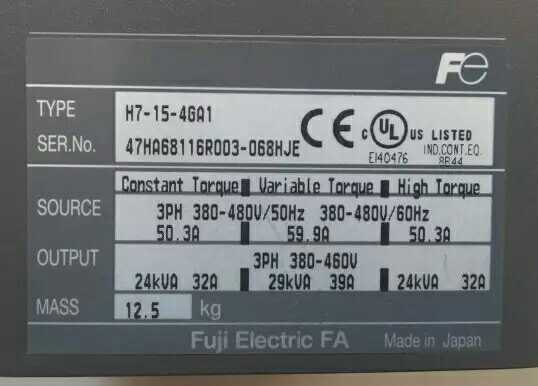 Fe
TYPE H7-15-4GA1
SER.No. 47HA68116R003-068HJE
CE c UL US LISTED
E140476 IND.CONT.EQ.
8B44
Constant Torque Variable Torque High Torque
SOURCE 3PH 380-480V/50Hz 380-480V/60Hz
50.3A 59.9A 50.3A
OUTPUT 3PH 380-460V
24kVA 32A 29kVA 39A 24kVA 32A
MASS 12.5 kg
Fuji Electric FA Made in Japan